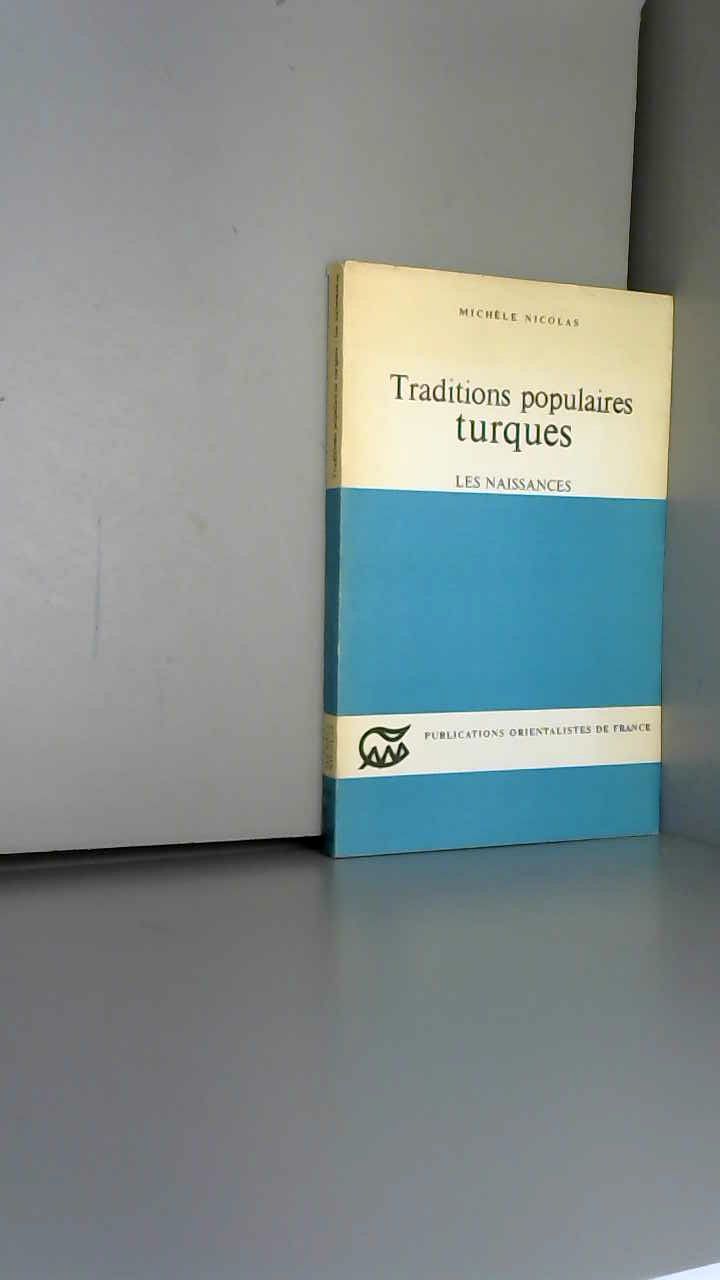 MICHÈLE NICOLAS
Traditions populaires
turques
LES NAISSANCES
PUBLICATIONS ORIENTALISTES DE FRANCE